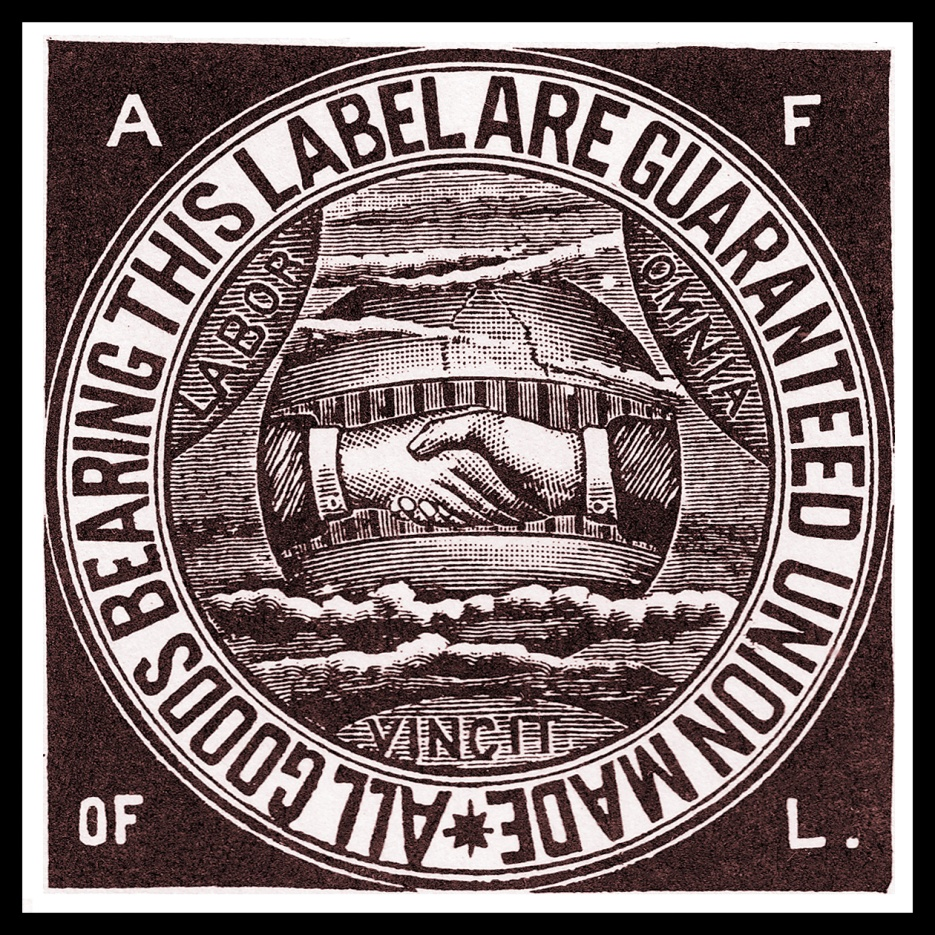 A F
ALL GOODS BEARING THIS LABEL ARE GUARANTEED UNION MADE
LABOR OMNIA
VINCIT
OF L.